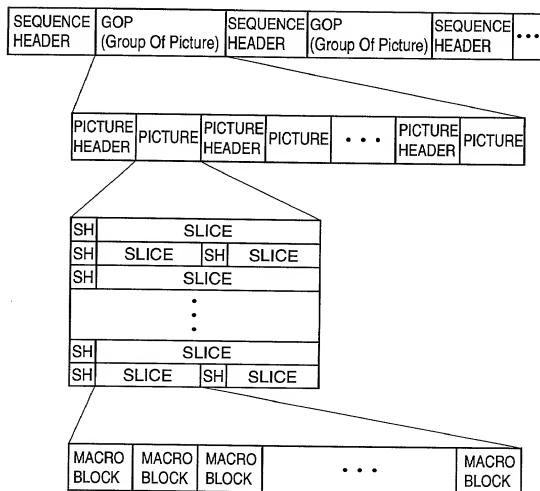 SEQUENCE HEADER
GOP (Group Of Picture)
SEQUENCE HEADER
GOP (Group Of Picture)
SEQUENCE HEADER
• • •
PICTURE HEADER
PICTURE
PICTURE HEADER
PICTURE
• • •
PICTURE HEADER
PICTURE
SH SLICE
SH SLICE SH SLICE
SH SLICE
SH SLICE
SH SLICE SH SLICE
MACRO BLOCK
MACRO BLOCK
MACRO BLOCK
• • •
MACRO BLOCK